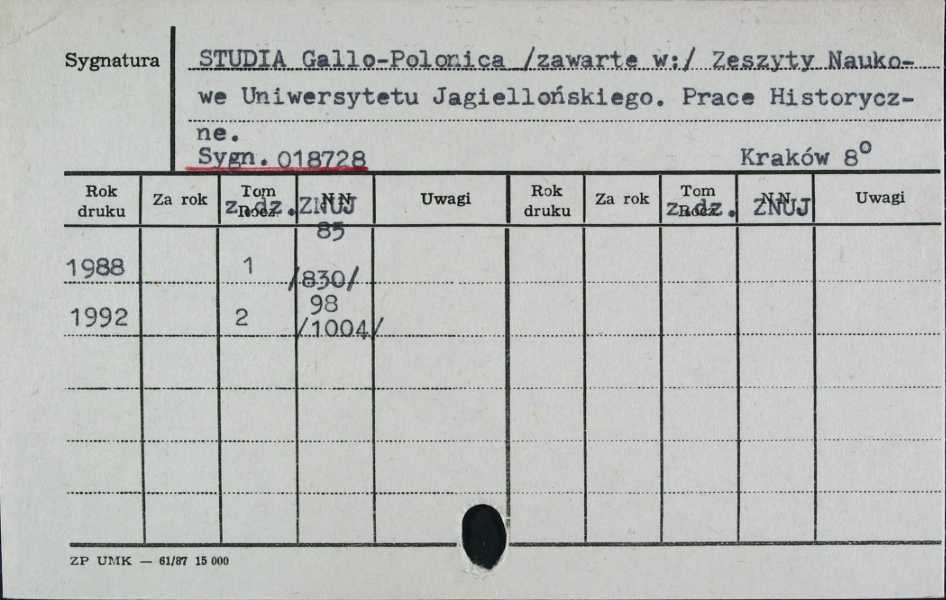 Sygnatura
STUDIA Gallo-Polonica /zawarte w:/ Zeszyty Nauko-
we Uniwersytetu Jagiellońskiego. Prace Historycz-
ne.
Sygn. 018728 Kraków 8°
Rok druku Za rok Tom Rocz. z.dz. NN ZNUJ Uwagi Rok druku Za rok Tom Rocz. z.dz. NN ZNUJ Uwagi
85
1988 1 /830/
98
1992 2 /1004/
ZP UMK — 61/87 15 000